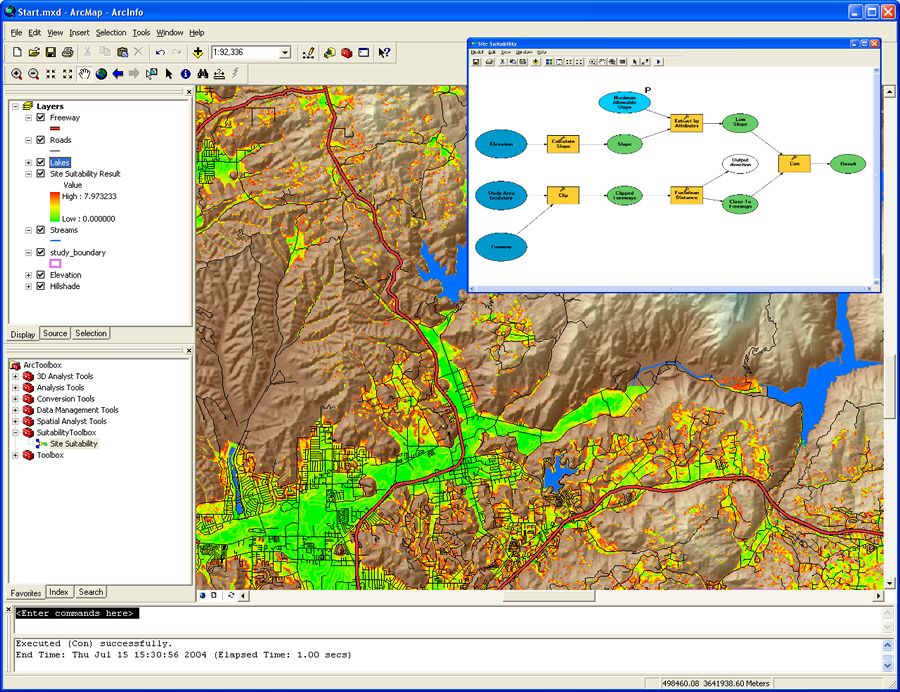 Start.mxd - ArcMap - ArcInfo
File Edit View Insert Selection Tools Window Help
1:92,336
Layers
Freeway
Roads
Lakes
Site Suitability Result
Value
High : 7.973233
Low : 0.000000
Streams
study_boundary
Elevation
Hillshade
Display Source Selection
ArcToolbox
3D Analyst Tools
Analysis Tools
Conversion Tools
Data Management Tools
Spatial Analyst Tools
SuitabilityToolbox
Site Suitability
Toolbox
Favorites Index Search
Site Suitability
Model Edit View Window Help
P
Maximum
Allowable
Slope
Extract by
Attributes
Low
Slope
Elevation
Calculate
Slope
Slope
Output
direction
Con
Result
Study Area
boundary
Clip
Clipped
Freeways
Euclidean
Distance
Close To
Freeways
Freeway
<Enter commands here>
Executed (Con) successfully.
End Time: Thu Jul 15 15:30:56 2004 (Elapsed Time: 1.00 secs)
498460.08 3641938.60 Meters